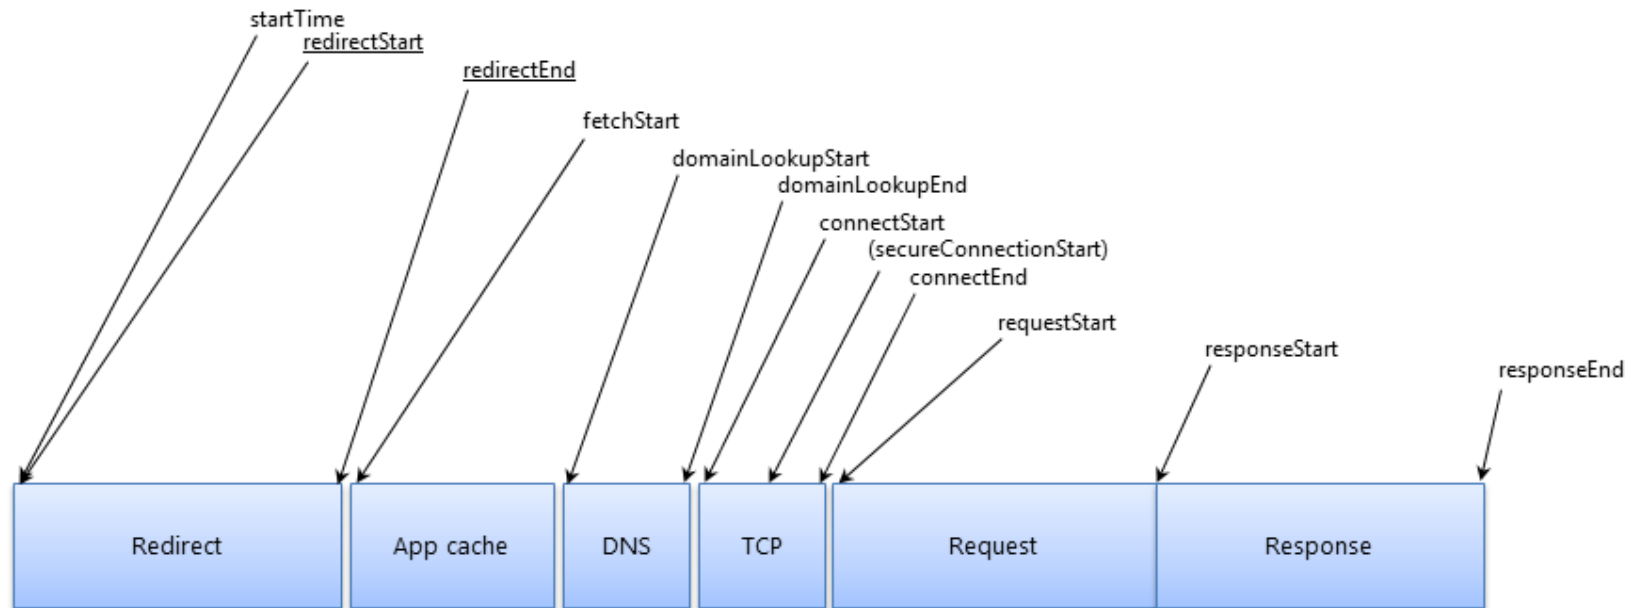 startTime
redirectStart
redirectEnd
fetchStart
domainLookupStart
domainLookupEnd
connectStart
(secureConnectionStart)
connectEnd
requestStart
responseStart
responseEnd
Redirect
App cache
DNS
TCP
Request
Response